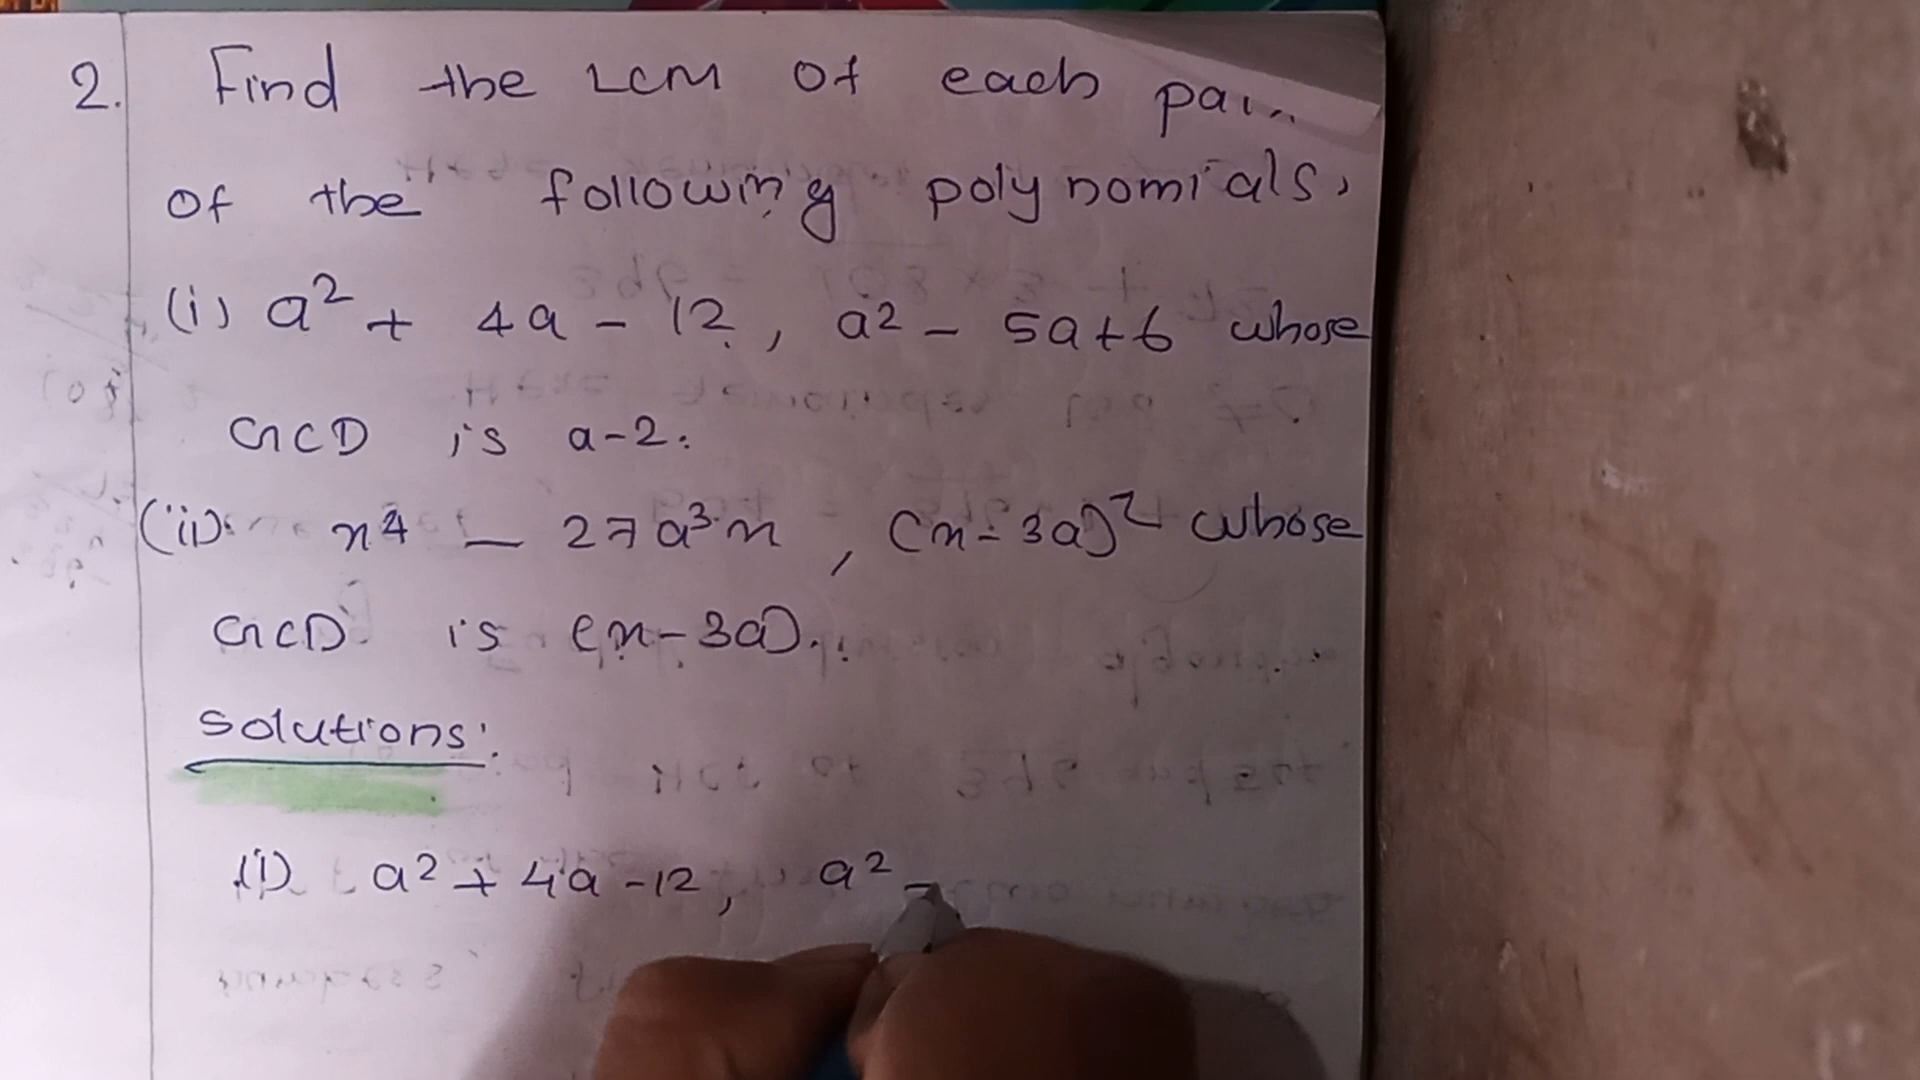 2. Find the LCM of each
of the following polynomials.
(i) a² + 4a - 12, a² - 5a + 6 whose
GCD is a-2.
(ii) x⁴ - 27a³x, (x-3a)² whose
GCD is (x-3a).
Solutions:
(i) a² + 4a - 12, a² -